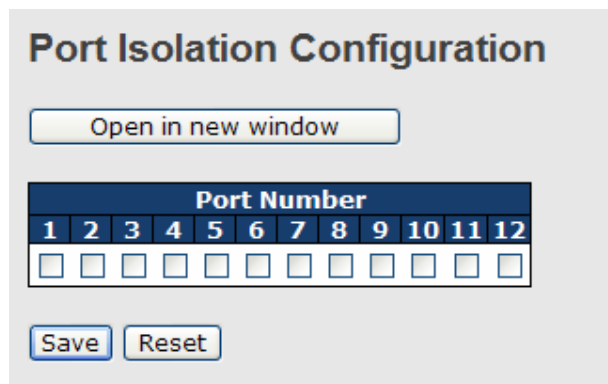 Port Isolation Configuration
Open in new window
Port Number
1 2 3 4 5 6 7 8 9 10 11 12
Save Reset